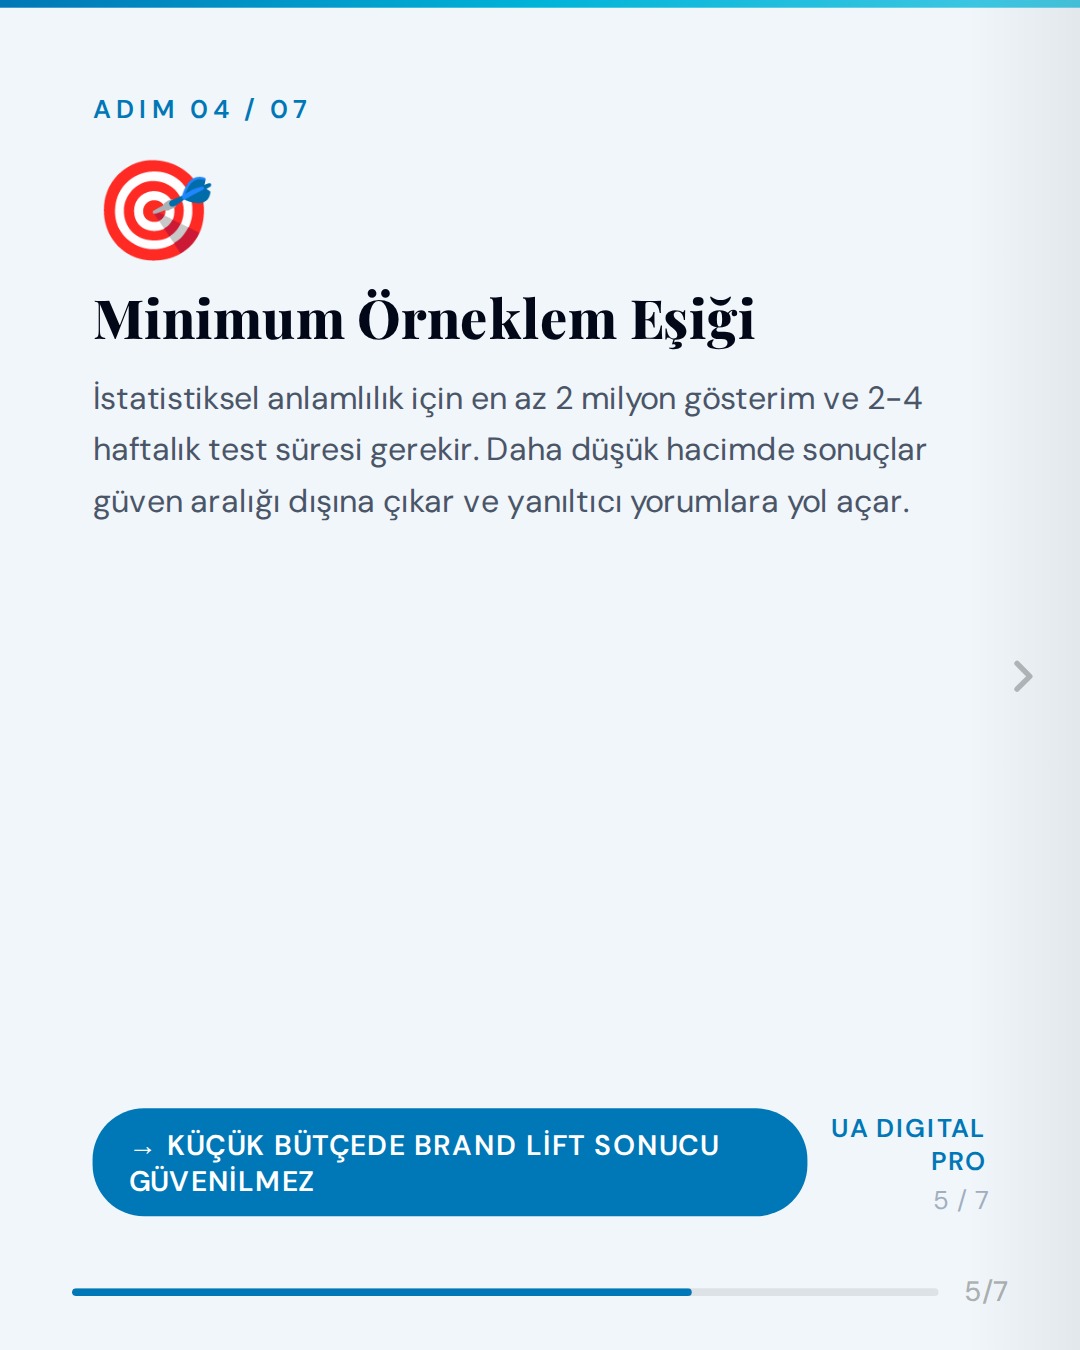 ADIM 04 / 07
Minimum Örneklem Eşiği
İstatistiksel anlamlılık için en az 2 milyon gösterim ve 2-4
haftalık test süresi gerekir. Daha düşük hacimde sonuçlar
güven aralığı dışına çıkar ve yanıltıcı yorumlara yol açar.
→ KÜÇÜK BÜTÇEDE BRAND LİFT SONUCU
GÜVENİLMEZ
UA DIGITAL
PRO
5 / 7
5/7